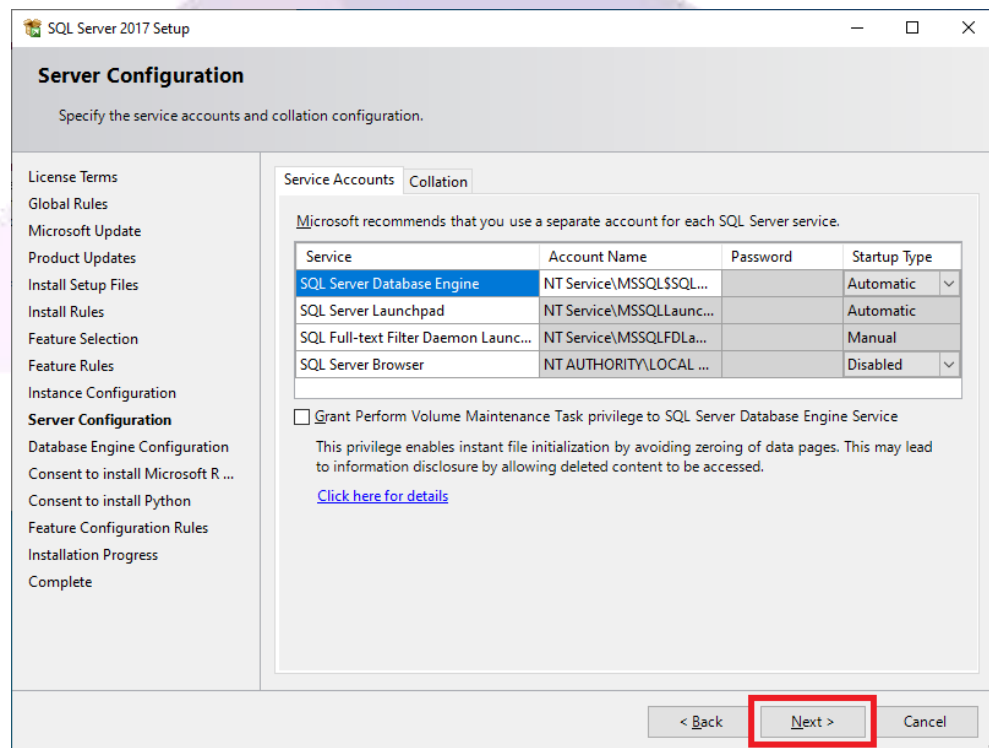 SQL Server 2017 Setup
Server Configuration
Specify the service accounts and collation configuration.
License Terms
Global Rules
Microsoft Update
Product Updates
Install Setup Files
Install Rules
Feature Selection
Feature Rules
Instance Configuration
Server Configuration
Database Engine Configuration
Consent to install Microsoft R ...
Consent to install Python
Feature Configuration Rules
Installation Progress
Complete
Service Accounts Collation
Microsoft recommends that you use a separate account for each SQL Server service.
Service Account Name Password Startup Type
SQL Server Database Engine NT Service\MSSQL$SQL... Automatic
SQL Server Launchpad NT Service\MSSQLLaunc... Automatic
SQL Full-text Filter Daemon Launc... NT Service\MSSQLFDLa... Manual
SQL Server Browser NT AUTHORITY\LOCAL ... Disabled
Grant Perform Volume Maintenance Task privilege to SQL Server Database Engine Service
This privilege enables instant file initialization by avoiding zeroing of data pages. This may lead
to information disclosure by allowing deleted content to be accessed.
Click here for details
< Back Next > Cancel